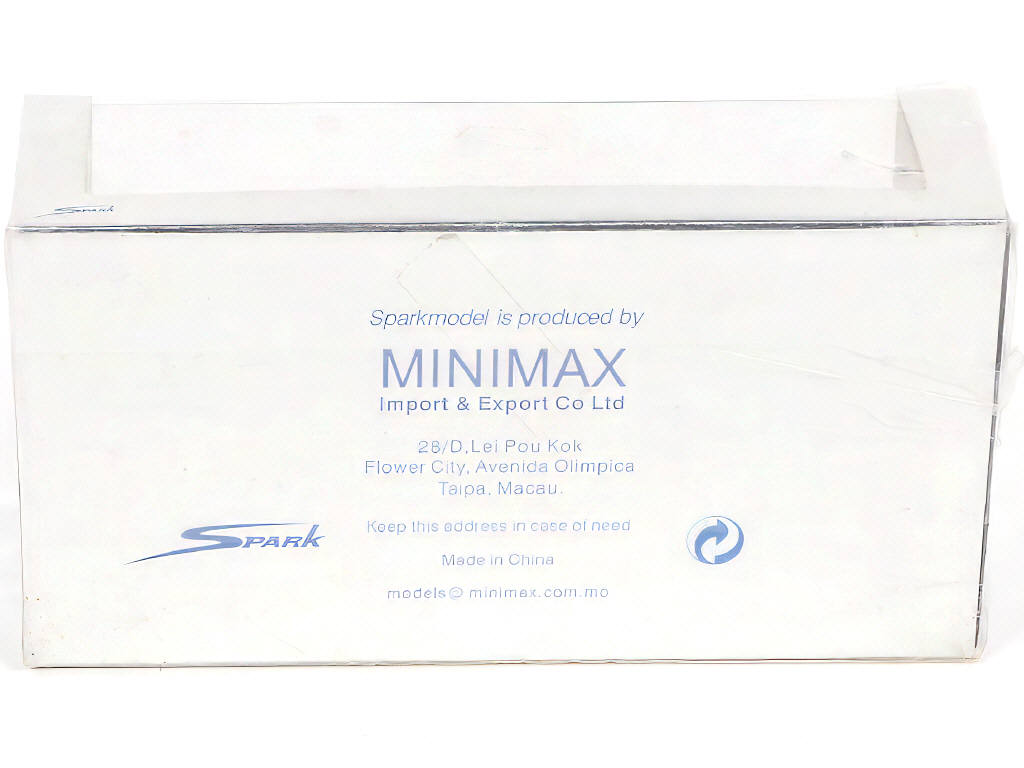 Spark
Sparkmodel is produced by
MINIMAX
Import & Export Co Ltd
28/D,Lei Pou Kok
Flower City, Avenida Olimpica
Taipa, Macau.
Keep this address in case of need
Spark
Made in China
models@minimax.com.mo